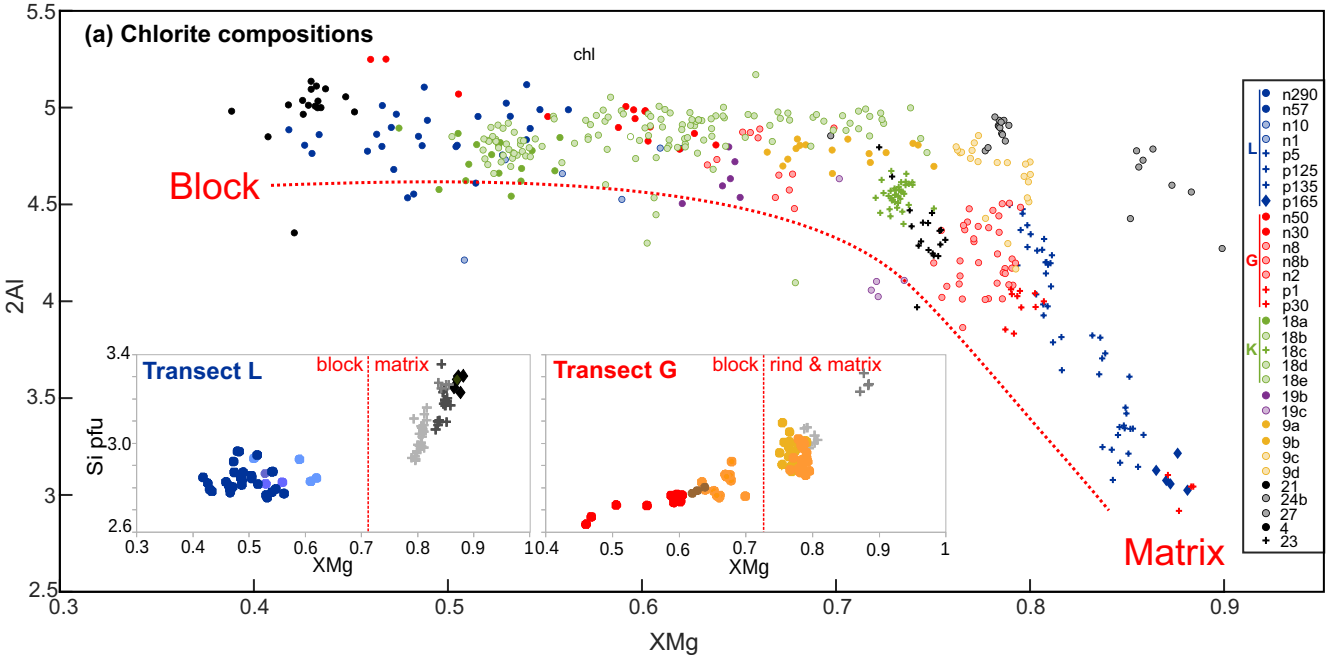 5.5
(a) Chlorite compositions
chl
5
Block
4.5
2Al
4
3.5
3
2.5
0.3
0.4
0.5
0.6
0.7
0.8
0.9
XMg
Matrix
3.4
Transect L
block
matrix
Si pfu
3.0
2.6
0.3
0.4
0.5
0.6
0.7
0.8
0.9
1
XMg
Transect G
block
rind & matrix
0.4
0.5
0.6
0.7
0.8
0.9
1
XMg
L
n290
n57
n10
n1
p5
p125
p135
p165
G
n50
n30
n8
n8b
n2
p1
p30
K
18a
18b
18c
18d
18e
19b
19c
9a
9b
9c
9d
21
24b
27
4
23